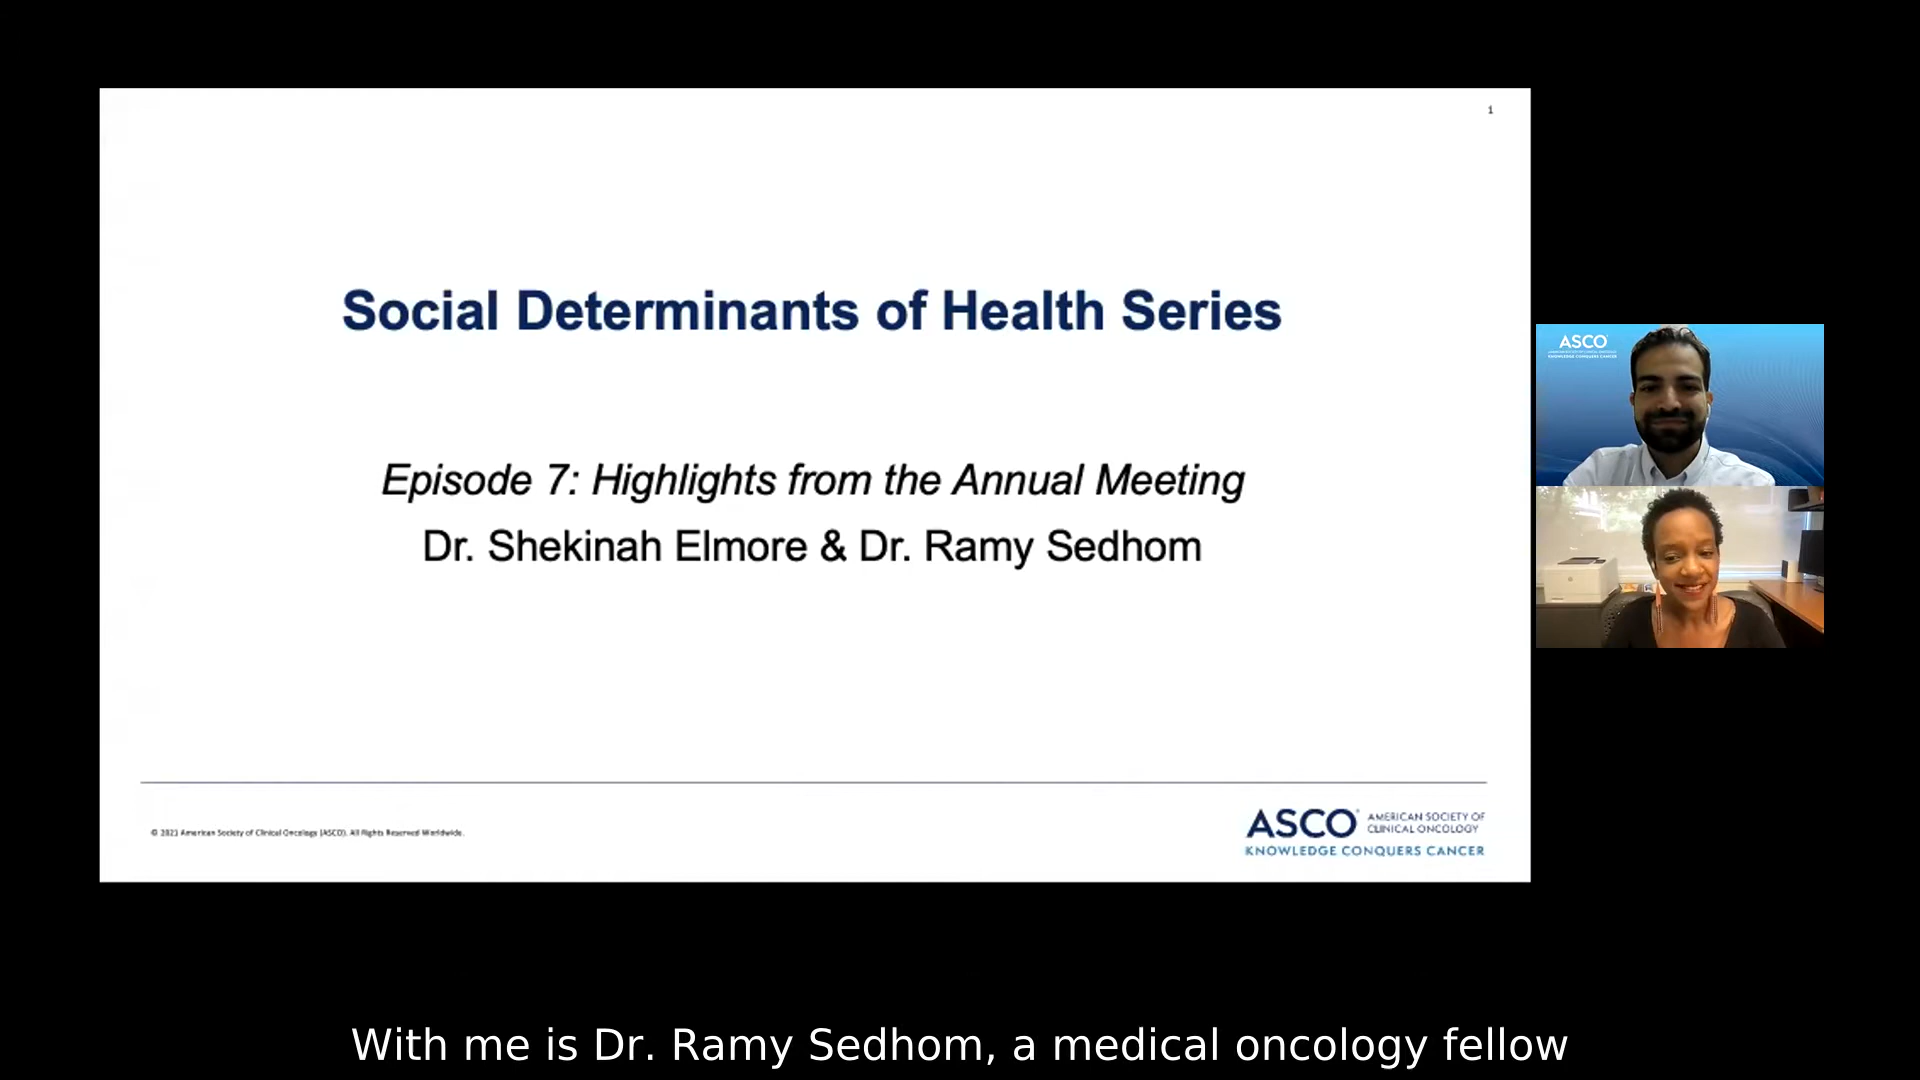 1
Social Determinants of Health Series
Episode 7: Highlights from the Annual Meeting
Dr. Shekinah Elmore & Dr. Ramy Sedhom
© 2021 American Society of Clinical Oncology (ASCO). All Rights Reserved Worldwide.
ASCO® AMERICAN SOCIETY OF
CLINICAL ONCOLOGY
KNOWLEDGE CONQUERS CANCER
ASCO
KNOWLEDGE CONQUERS CANCER
With me is Dr. Ramy Sedhom, a medical oncology fellow